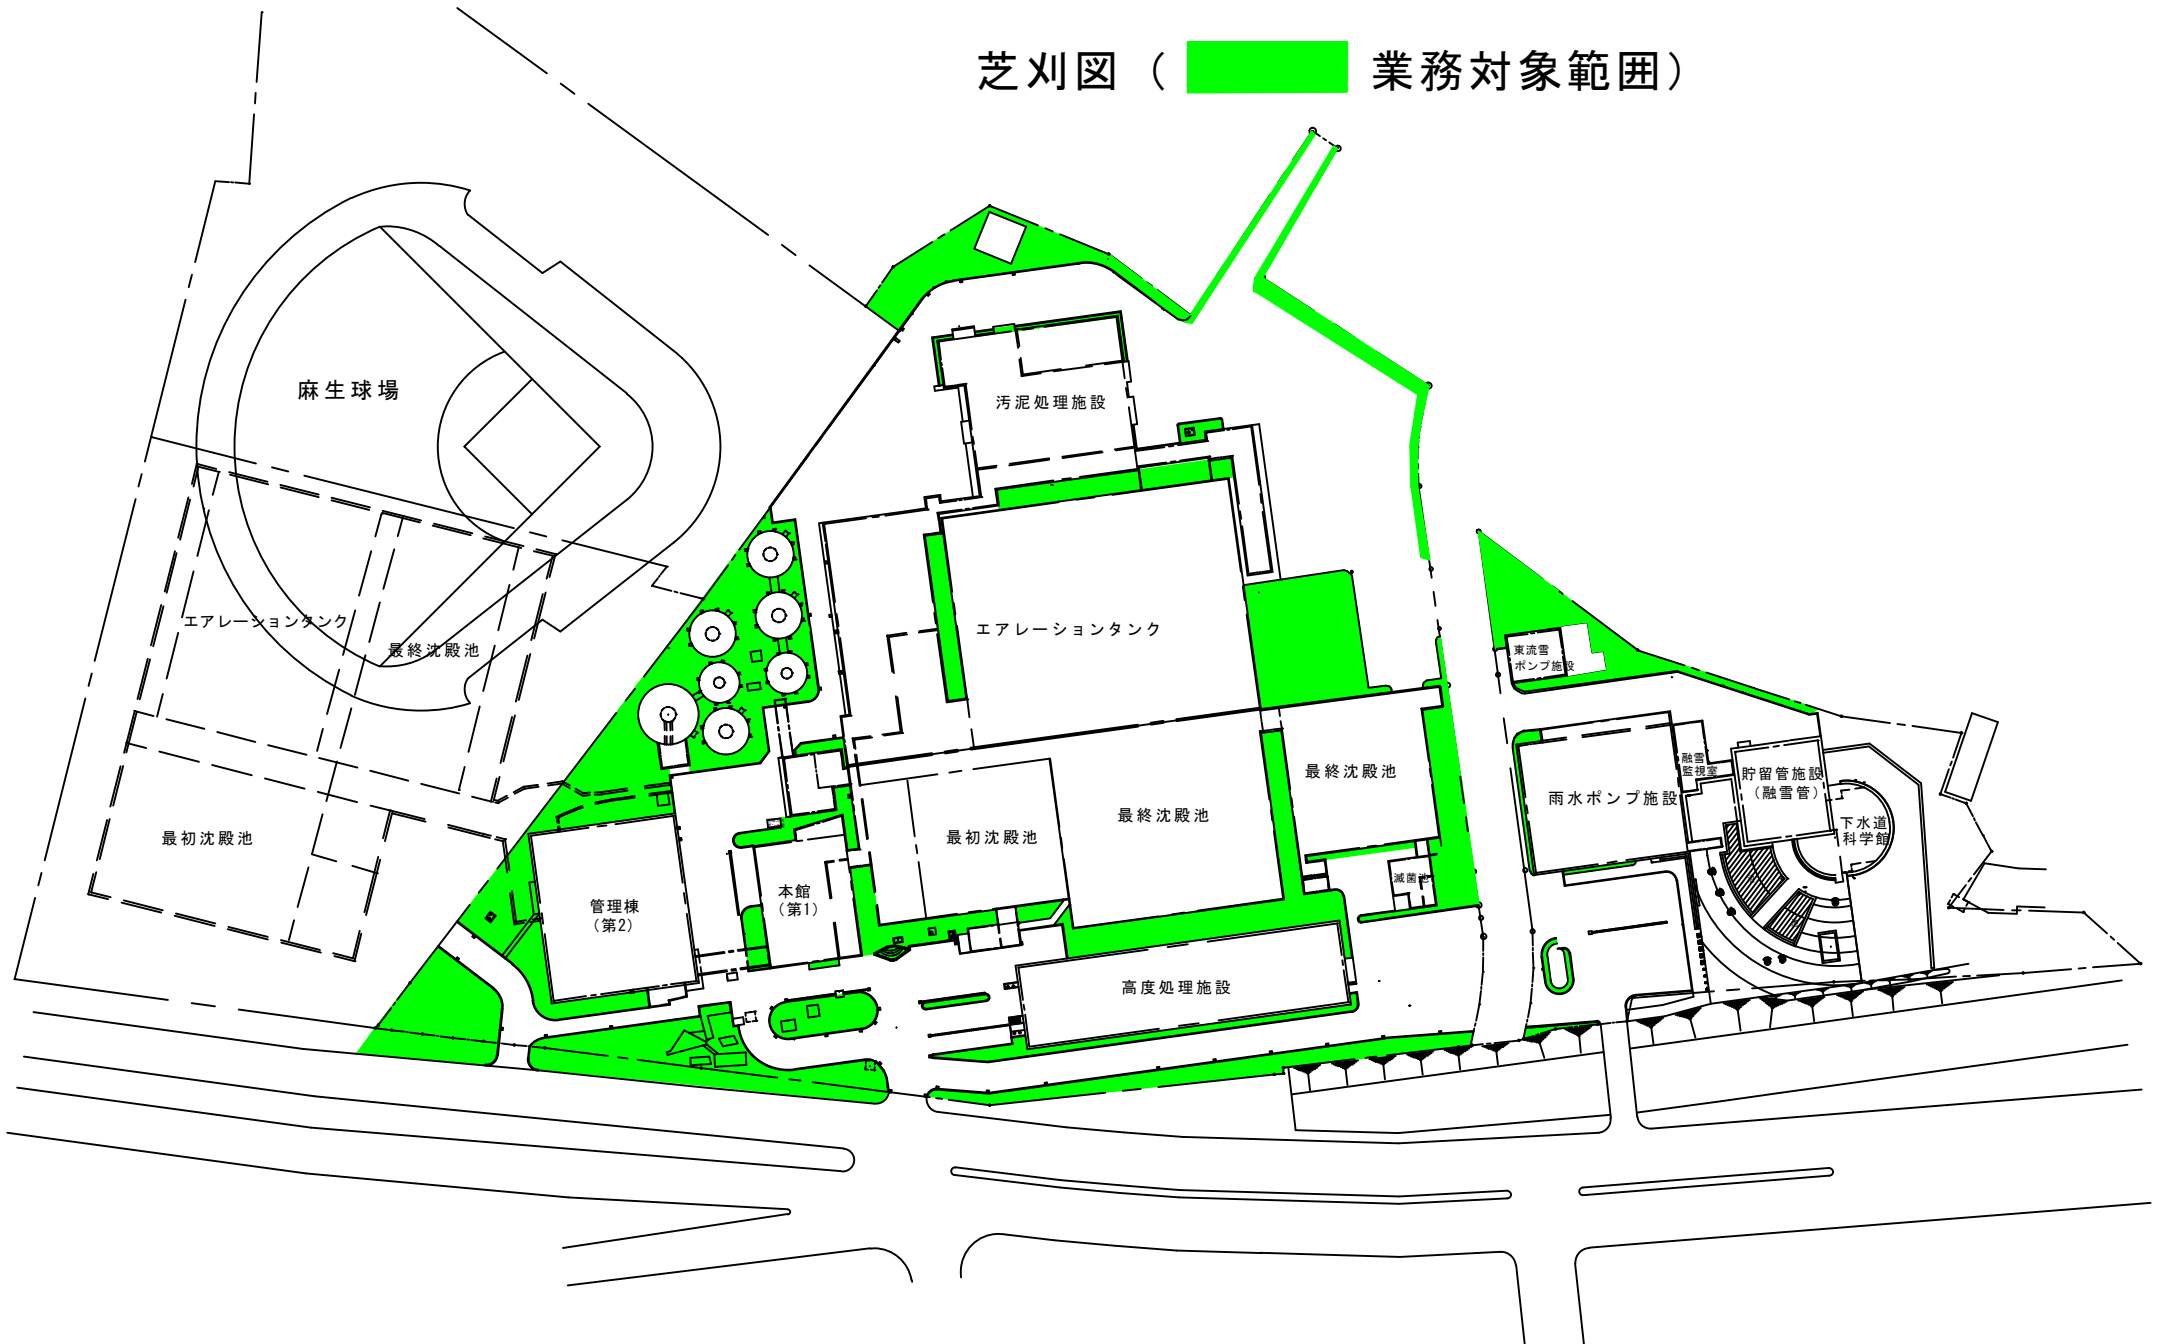 芝刈図（ 業務対象範囲）
麻生球場
汚泥処理施設
エアレーションタンク
最終沈殿池
エアレーションタンク
東流雪
ポンプ施設
最初沈殿池
最終沈殿池
最初沈殿池
最終沈殿池
滅菌池
雨水ポンプ施設
融雪
監視室
貯留管施設
（融雪管）
下水道
科学館
管理棟
（第2）
本館
（第1）
高度処理施設